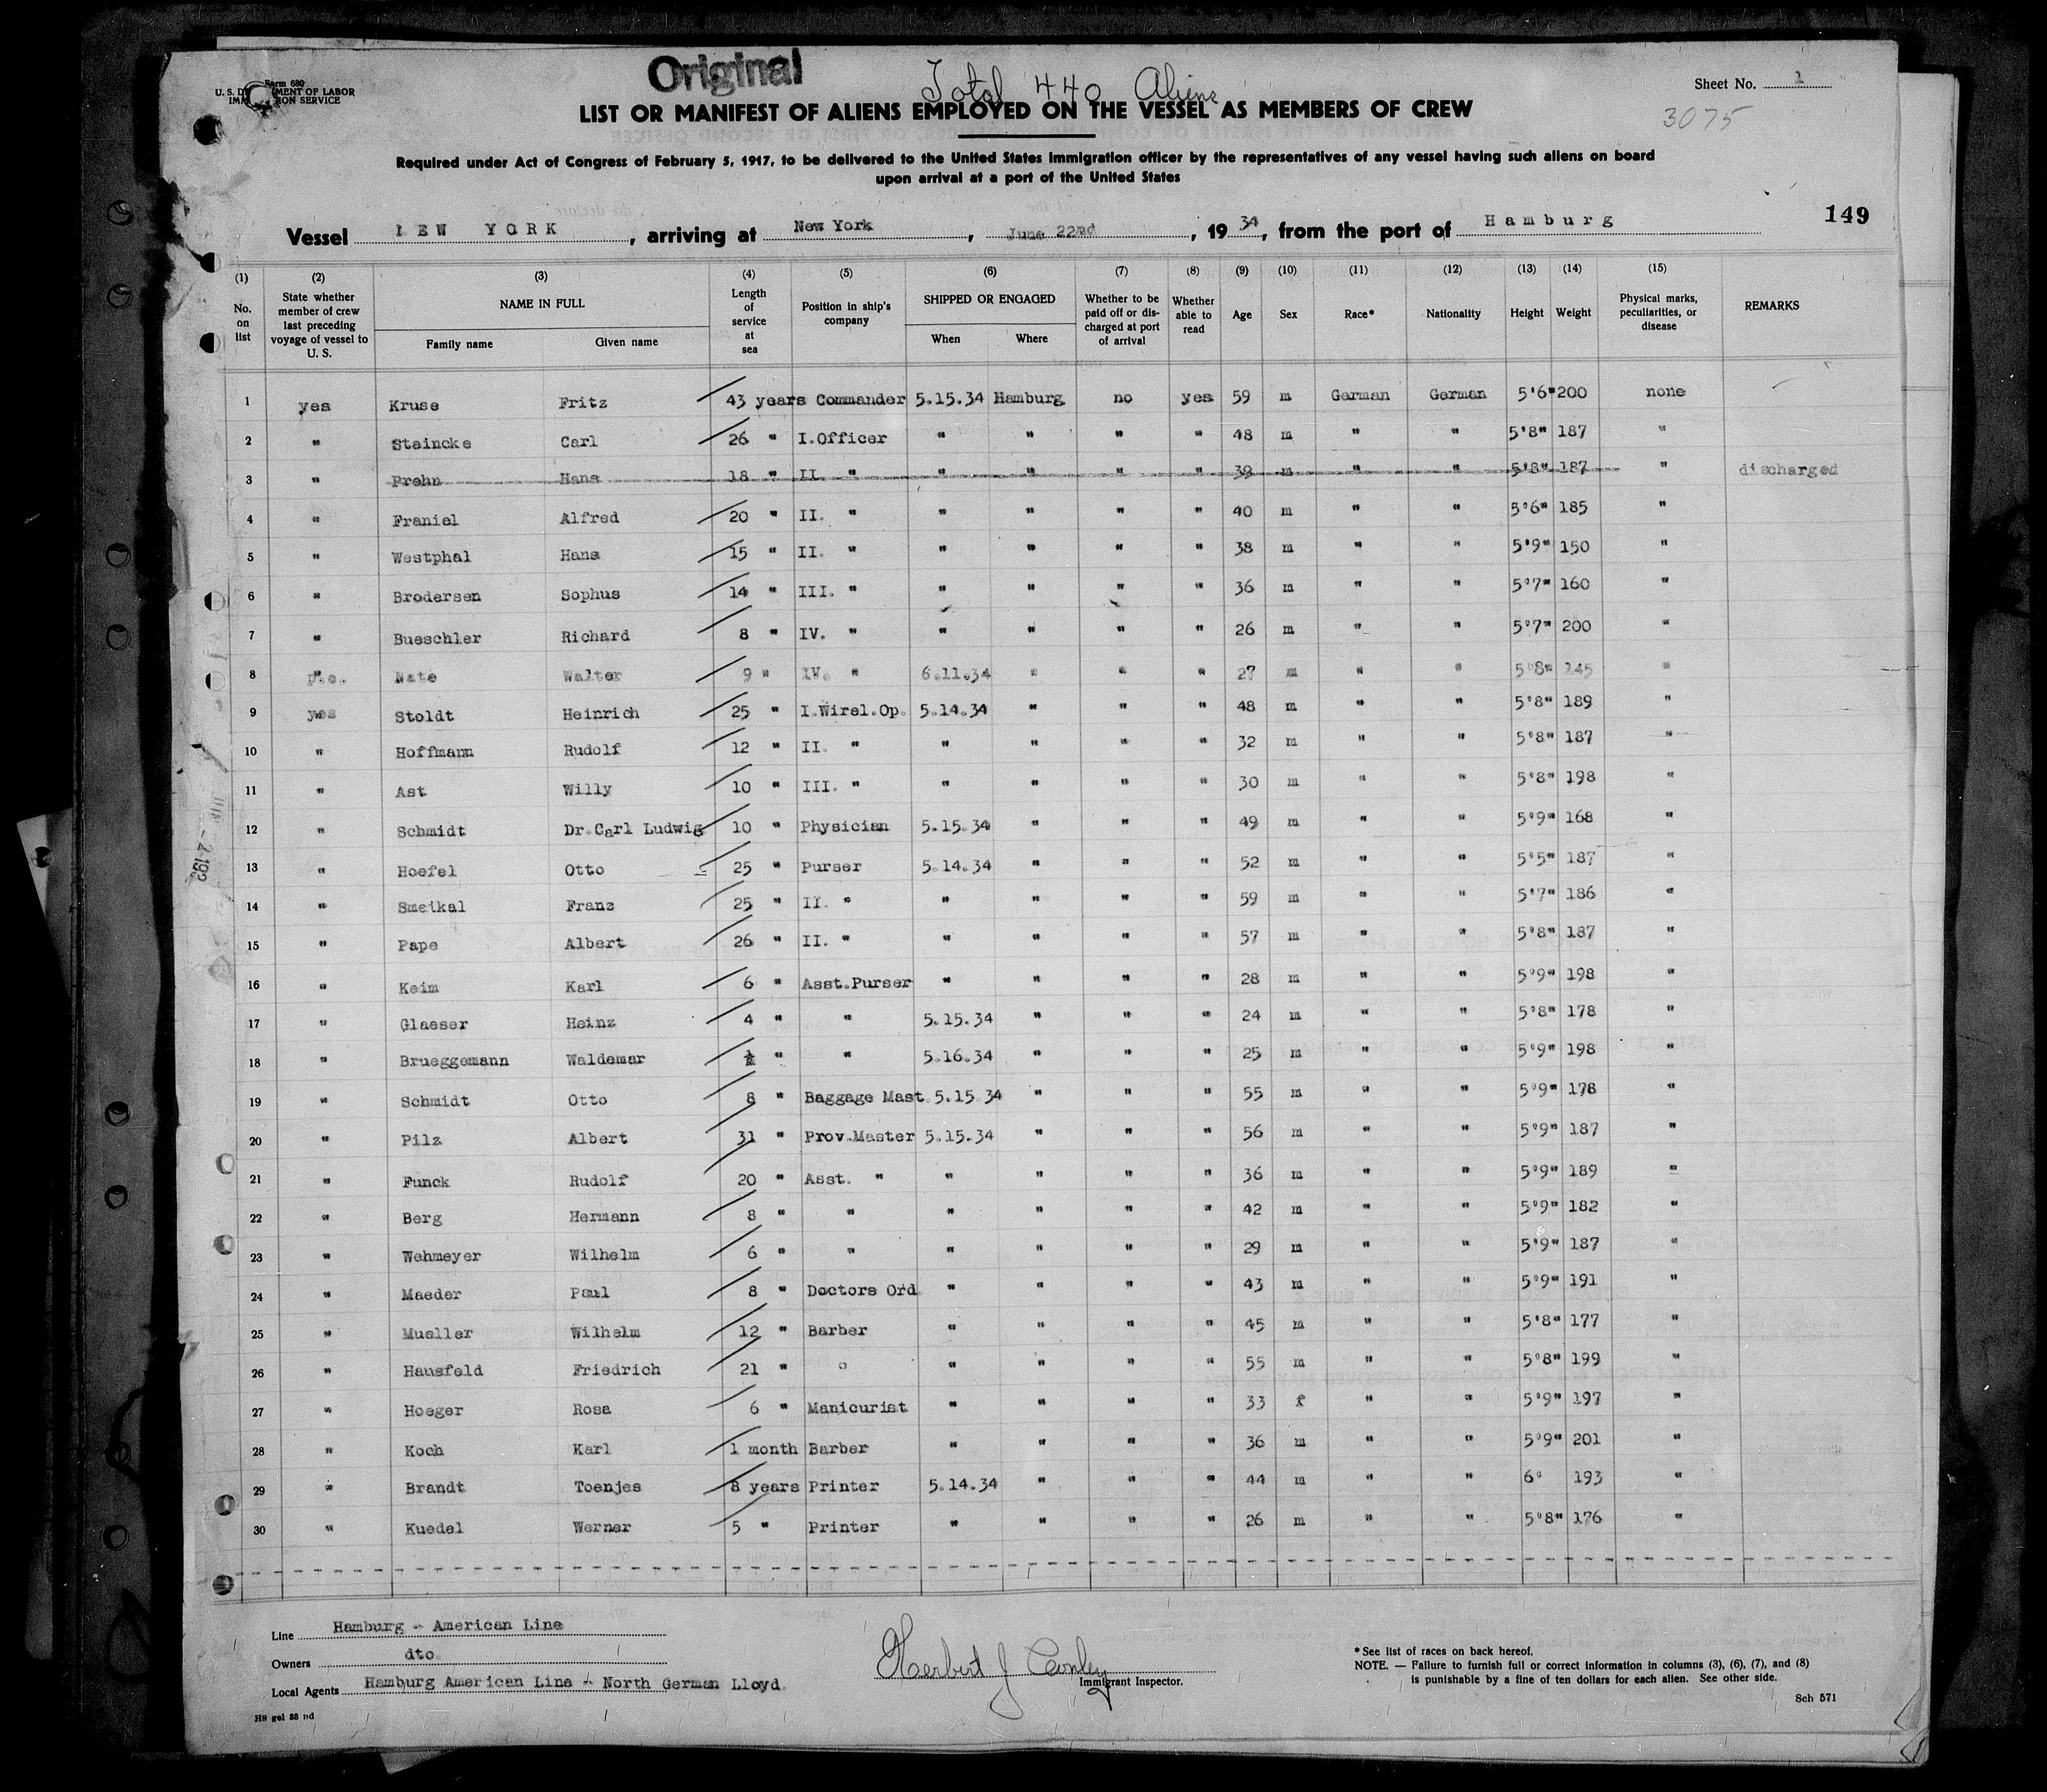 Original
Total 440 Aliens
Form 680
U. S. DEPARTMENT OF LABOR
IMMIGRATION SERVICE
Sheet No. 1
LIST OR MANIFEST OF ALIENS EMPLOYED ON THE VESSEL AS MEMBERS OF CREW
3075
Required under Act of Congress of February 5, 1917, to be delivered to the United States Immigration officer by the representatives of any vessel having such aliens on board
upon arrival at a port of the United States
149
Vessel NEW YORK, arriving at New York, June 22nd, 1934, from the port of Hamburg
(1) (2) (3) (4) (5) (6) (7) (8) (9) (10) (11) (12) (13) (14) (15)
No. on list State whether member of crew last preceding voyage of vessel to U. S. NAME IN FULL Family name Given name Length of service at sea Position in ship's company SHIPPED OR ENGAGED When Where Whether to be paid off or discharged at port of arrival Whether able to read Age Sex Race* Nationality Height Weight Physical marks, peculiarities, or disease REMARKS
1 yes Kruse Fritz 43 years Commander 5.15.34 Hamburg no yes 59 m German German 5'6" 200 none
2 " Steincke Carl 26 " I.Officer " " " " 48 m " " 5'8" 187 "
3 " Prehn Hans 18 " II " " " " " 39 m " " 5'8" 187 " discharged
4 " Franiel Alfred 20 " II. " " " " " 40 m " " 5'6" 185 "
5 " Westphal Hans 15 " II. " " " " " 38 m " " 5'9" 150 "
6 " Brodersen Sophus 14 " III. " " " " " 36 m " " 5'7" 160 "
7 " Bueschler Richard 8 " IV. " " " " " 26 m " " 5'7" 200 "
8 Nate Walter 9 " IV. " 6.11.34 " " " 27 m " " 5'8" 145 "
9 yes Stoldt Heinrich 25 " I.Wirel.Op. 5.14.34 " " " 48 m " " 5'8" 189 "
10 " Hoffmann Rudolf 12 " II. " " " " " 32 m " " 5'8" 187 "
11 " Ast Willy 10 " III. " " " " " 30 m " " 5'8" 198 "
12 " Schmidt Dr.Carl Ludwig 10 " Physician 5.15.34 " " " 49 m " " 5'9" 168 "
13 " Hoefel Otto 25 " Purser 5.14.34 " " " 52 m " " 5'5" 187 "
14 " Smeikal Franz 25 " II. " " " " " 59 m " " 5'7" 186 "
15 " Pape Albert 26 " II. " " " " " 57 m " " 5'8" 187 "
16 " Keim Karl 6 " Asst.Purser " " " " 28 m " " 5'9" 198 "
17 " Glaeser Heinz 4 " " 5.15.34 " " " 24 m " " 5'8" 178 "
18 " Brueggemann Waldemar " " 5.16.34 " " " 25 m " " 5'9" 198 "
19 " Schmidt Otto 8 " Baggage Mast. 5.15.34 " " " 55 m " " 5'9" 178 "
20 " Pilz Albert 31 " Prov.Master 5.15.34 " " " 56 m " " 5'9" 187 "
21 " Funck Rudolf 20 " Asst. " " " " " 36 m " " 5'9" 189 "
22 " Berg Hermann 8 " " " " " " 42 m " " 5'9" 182 "
23 " Wehmeyer Wilhelm 6 " " " " " " 29 m " " 5'9" 187 "
24 " Maeder Paul 8 " Doctors Ord. " " " " 43 m " " 5'9" 191 "
25 " Mueller Wilhelm 12 " Barber " " " " 45 m " " 5'8" 177 "
26 " Hausfeld Friedrich 21 " " " " " " 55 m " " 5'8" 199 "
27 " Hoeger Rosa 6 " Manicurist " " " " 33 f " " 5'9" 197 "
28 " Koch Karl 1 month Barber " " " " 36 m " " 5'9" 201 "
29 " Brandt Toenjes 8 years Printer 5.14.34 " " " 44 m " " 6' 193 "
30 " Kuedel Werner 5 " Printer " " " " 26 m " " 5'8" 176 "
Line Hamburg - American Line
Owners dto.
Local Agents Hamburg American Line - North German Lloyd
Herbert J Conley
Immigrant Inspector.
* See list of races on back hereof.
NOTE. — Failure to furnish full or correct information in columns (3), (6), (7), and (8)
is punishable by a fine of ten dollars for each alien. See other side.
Sch 571